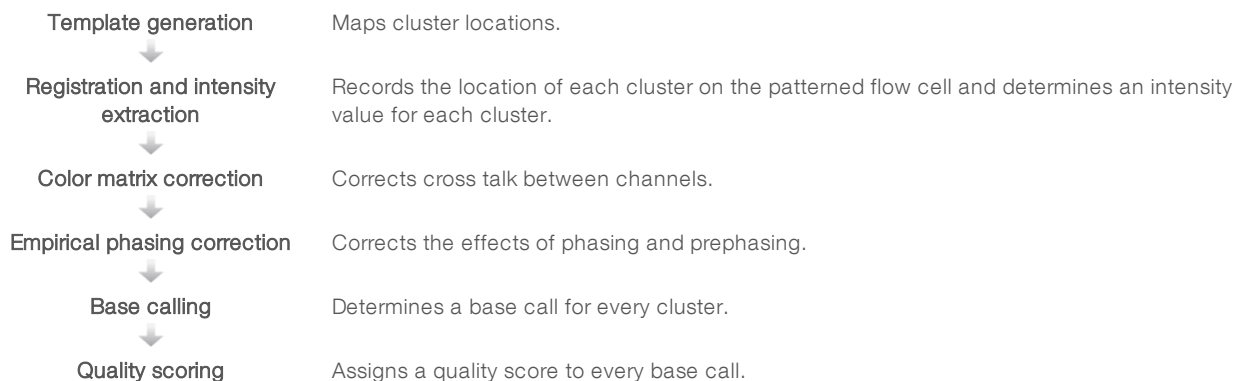 Template generation Maps cluster locations.
Registration and intensity extraction Records the location of each cluster on the patterned flow cell and determines an intensity
value for each cluster.
Color matrix correction Corrects cross talk between channels.
Empirical phasing correction Corrects the effects of phasing and prephasing.
Base calling Determines a base call for every cluster.
Quality scoring Assigns a quality score to every base call.